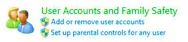 User Accounts and Family Safety
Add or remove user accounts
Set up parental controls for any user